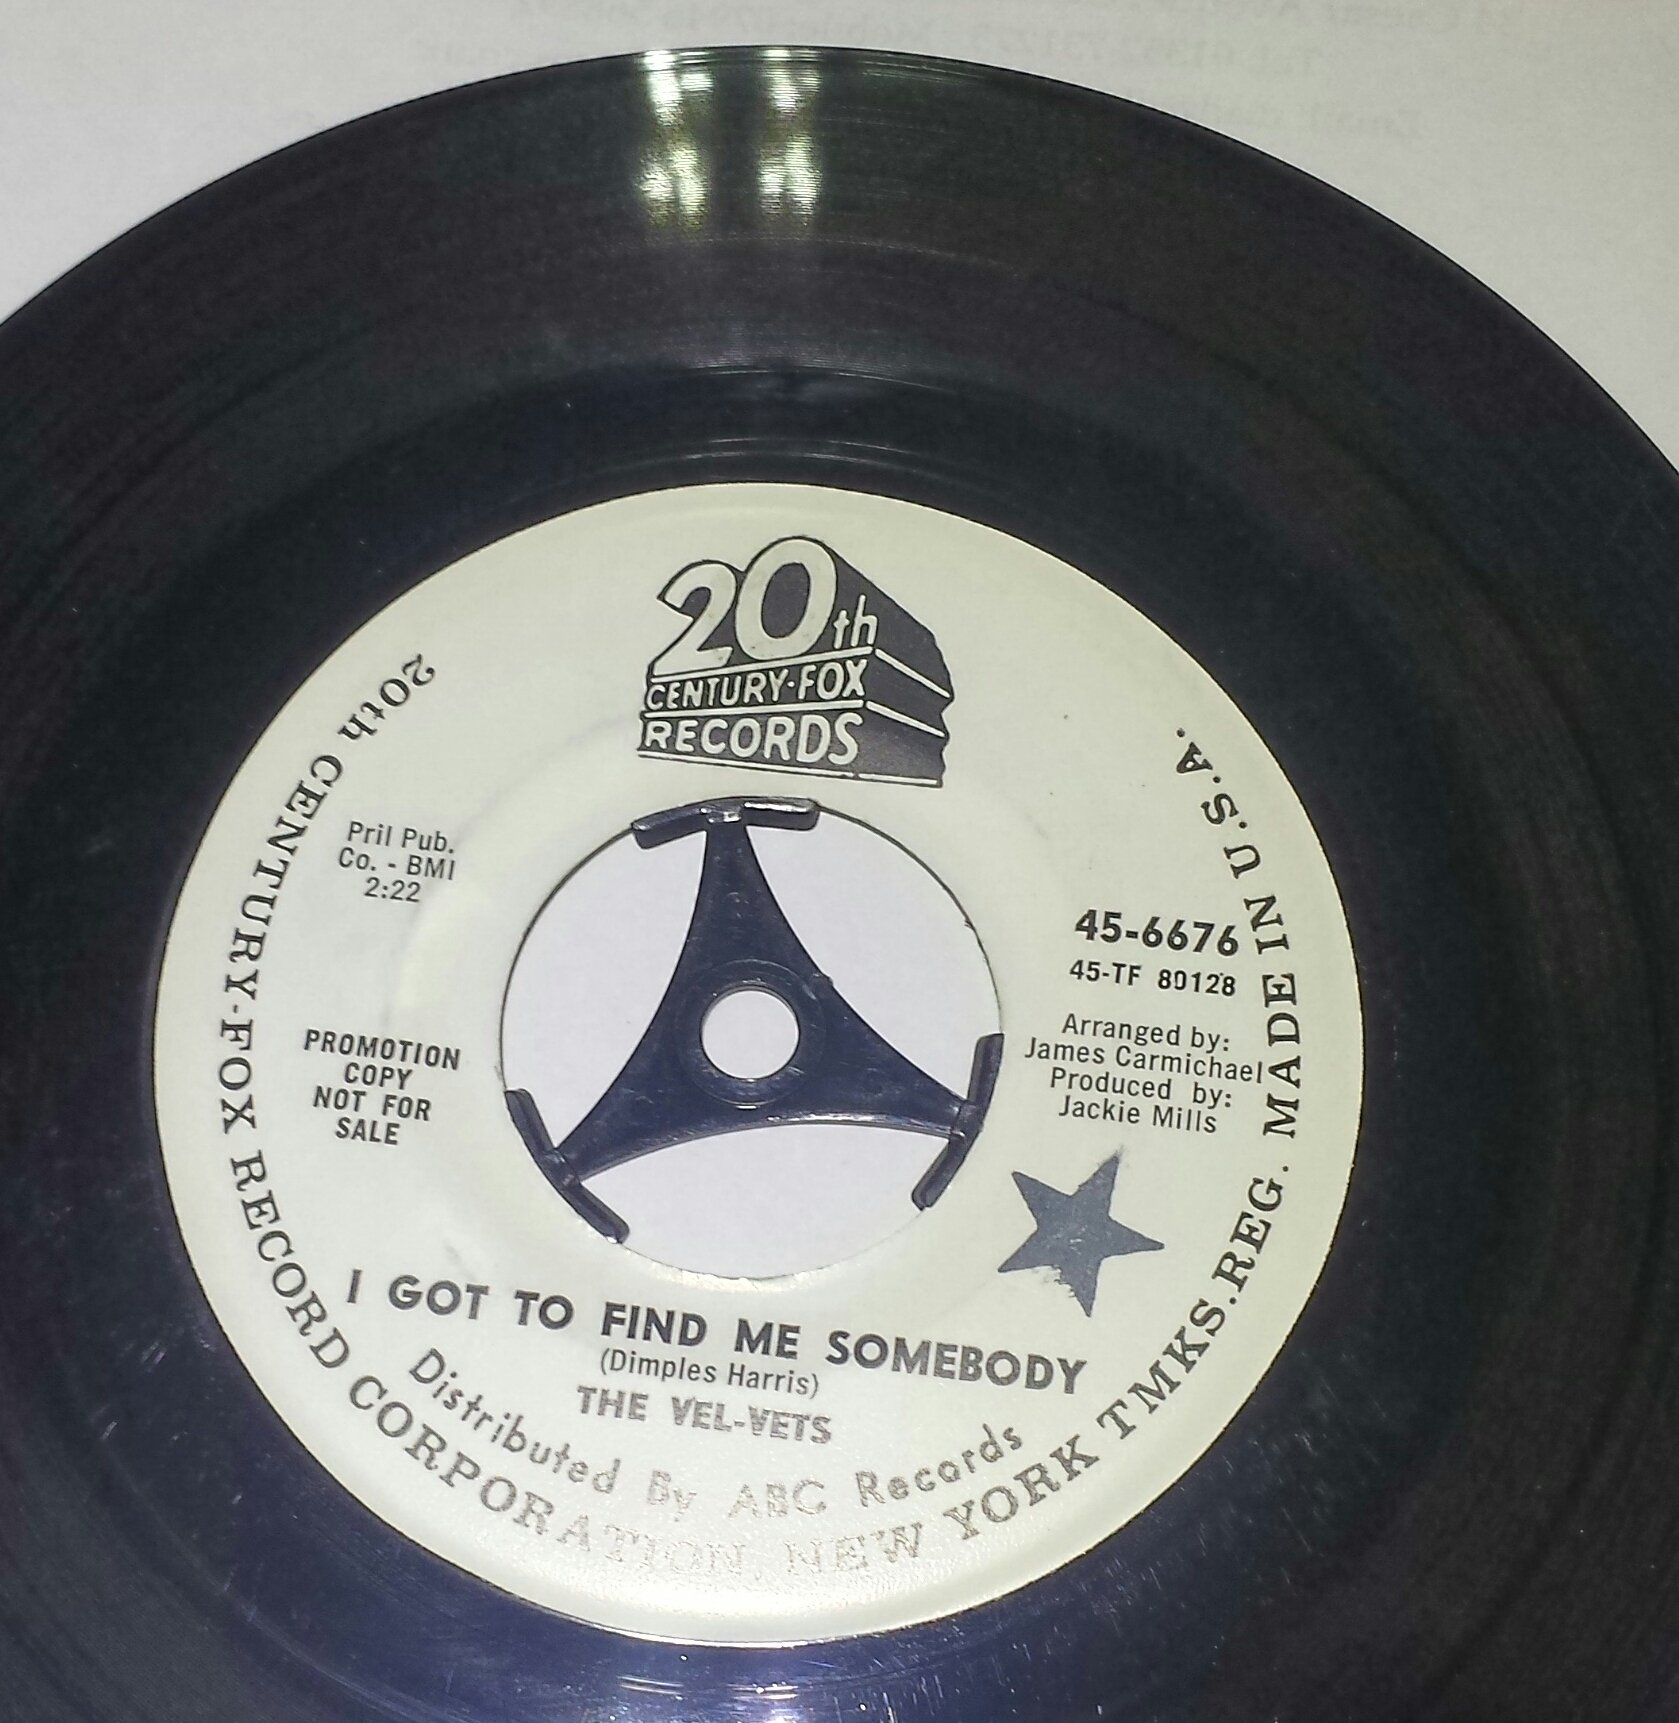 20th
CENTURY-FOX
RECORDS
Pril Pub.
Co. - BMI
2:22
PROMOTION
COPY
NOT FOR
SALE
45-6676
45-TF 80128
Arranged by:
James Carmichael
Produced by:
Jackie Mills
I GOT TO FIND ME SOMEBODY
(Dimples Harris)
THE VEL-VETS
Distributed By ABC Records
20th CENTURY-FOX RECORD CORPORATION, NEW YORK TMKS.REG. MADE IN U.S.A.